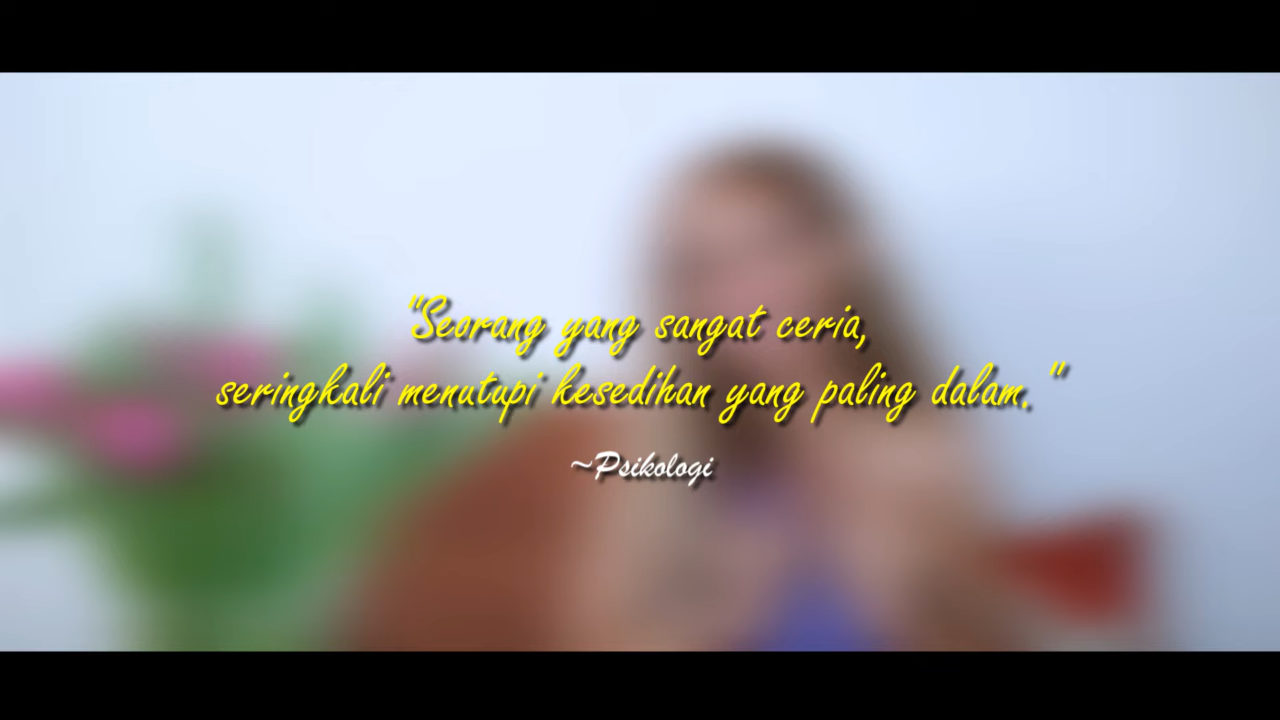 "Seorang yang sangat ceria,
seringkali menutupi kesedihan yang paling dalam."
~Psikologi